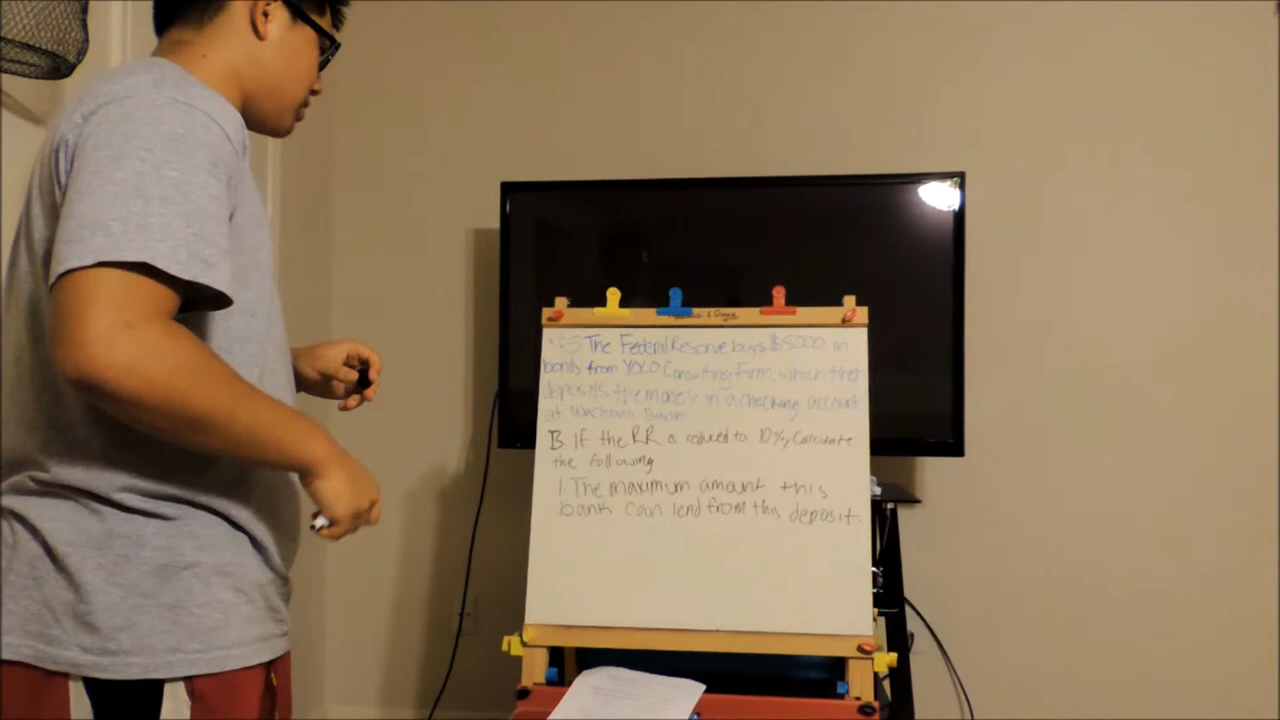 The Federal Reserve buys $5000 in
bonds from YOLO Consulting Firm, which then
deposits the money in a checking account
at Bank
B. If the RR is reduced to 10%, Calculate
the following
1. The maximum amount this
bank can lend from this deposit.